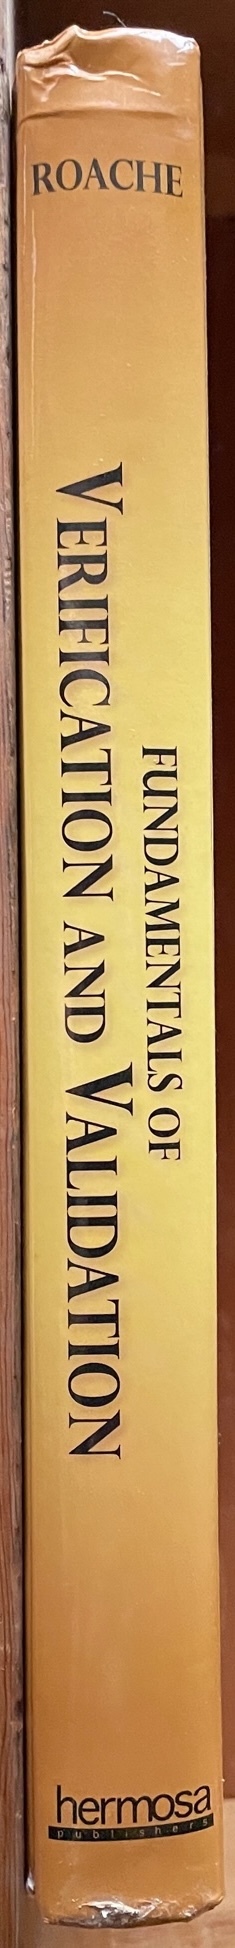 ROACHE
FUNDAMENTALS OF
VERIFICATION AND VALIDATION
hermosa
publishers